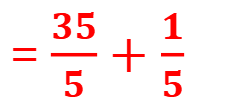 = 35/5 + 1/5